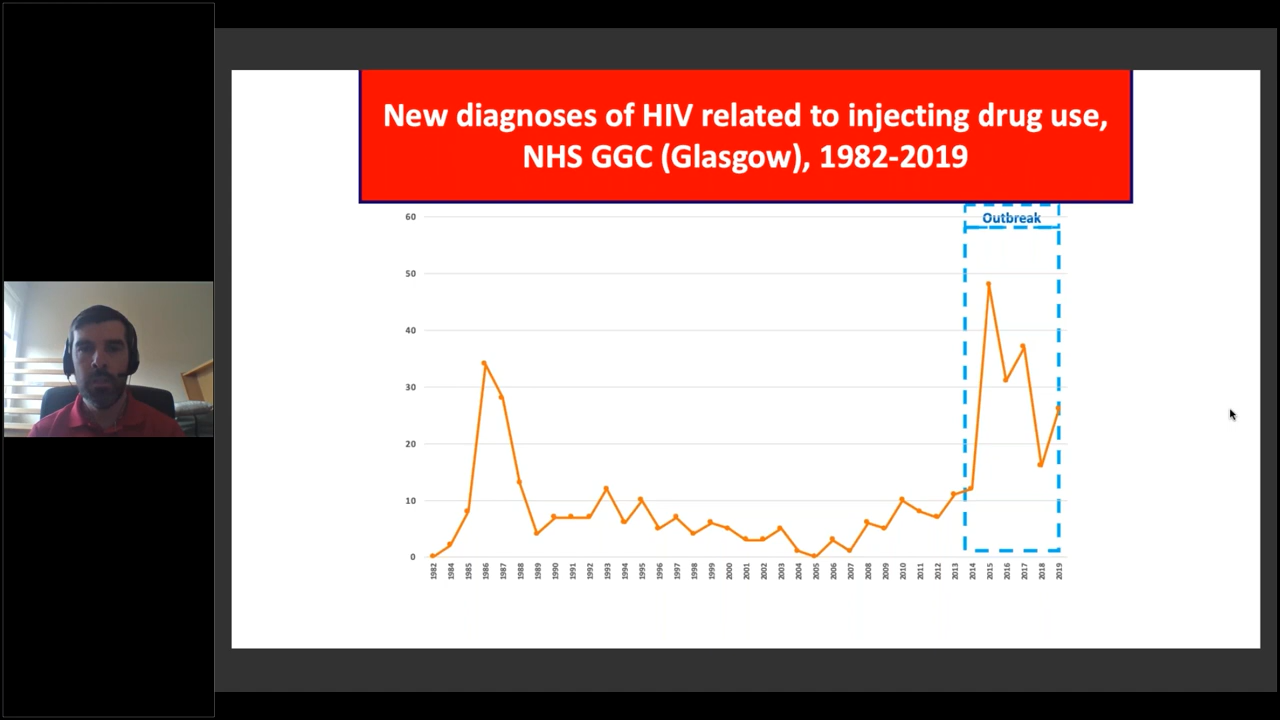 New diagnoses of HIV related to injecting drug use,
NHS GGC (Glasgow), 1982-2019
Outbreak
60
50
40
30
20
10
0
1982 1984 1985 1986 1987 1988 1989 1990 1991 1992 1993 1994 1995 1996 1997 1998 1999 2000 2001 2002 2003 2004 2005 2006 2007 2008 2009 2010 2011 2012 2013 2014 2015 2016 2017 2018 2019